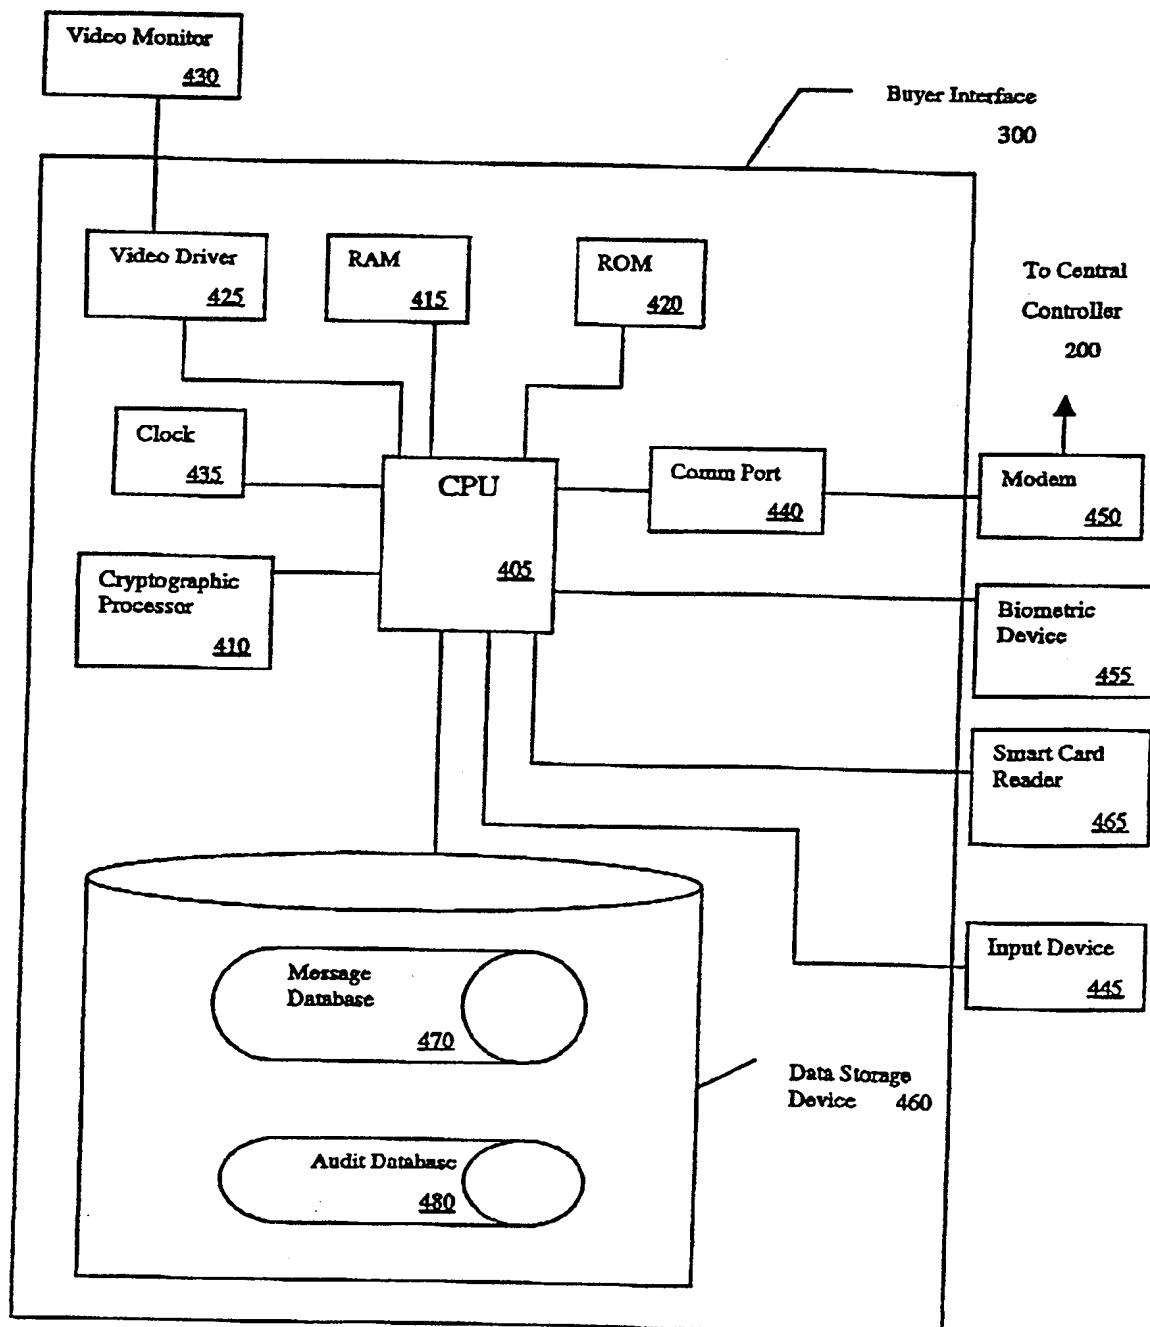 Video Monitor
430
Buyer Interface
300
Video Driver
425
RAM
415
ROM
420
To Central
Controller
200
Clock
435
CPU
405
Comm Port
440
Modem
450
Cryptographic
Processor
410
Biometric
Device
455
Smart Card
Reader
465
Input Device
445
Message
Database
470
Data Storage
Device 460
Audit Database
480